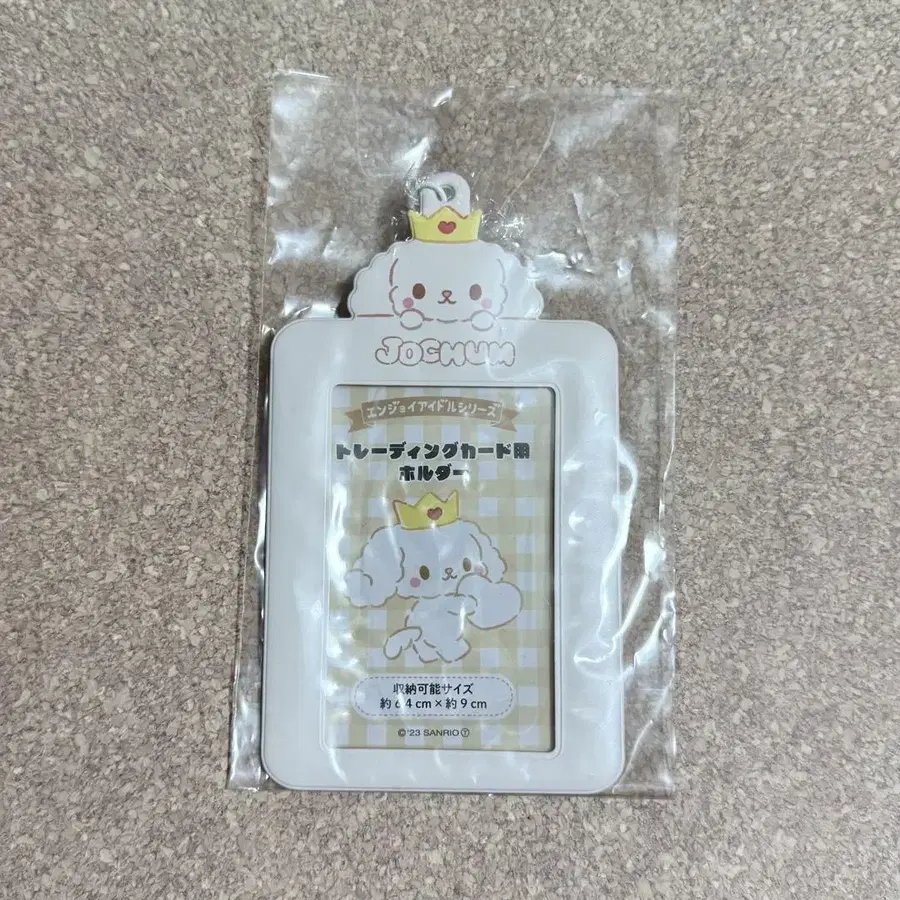 JOCHUM
エンジョイアイドルシリーズ
トレーディングカード用
ホルダー
収納可能サイズ
約6.4cm×約9cm
©'23 SANRIO Ⓣ